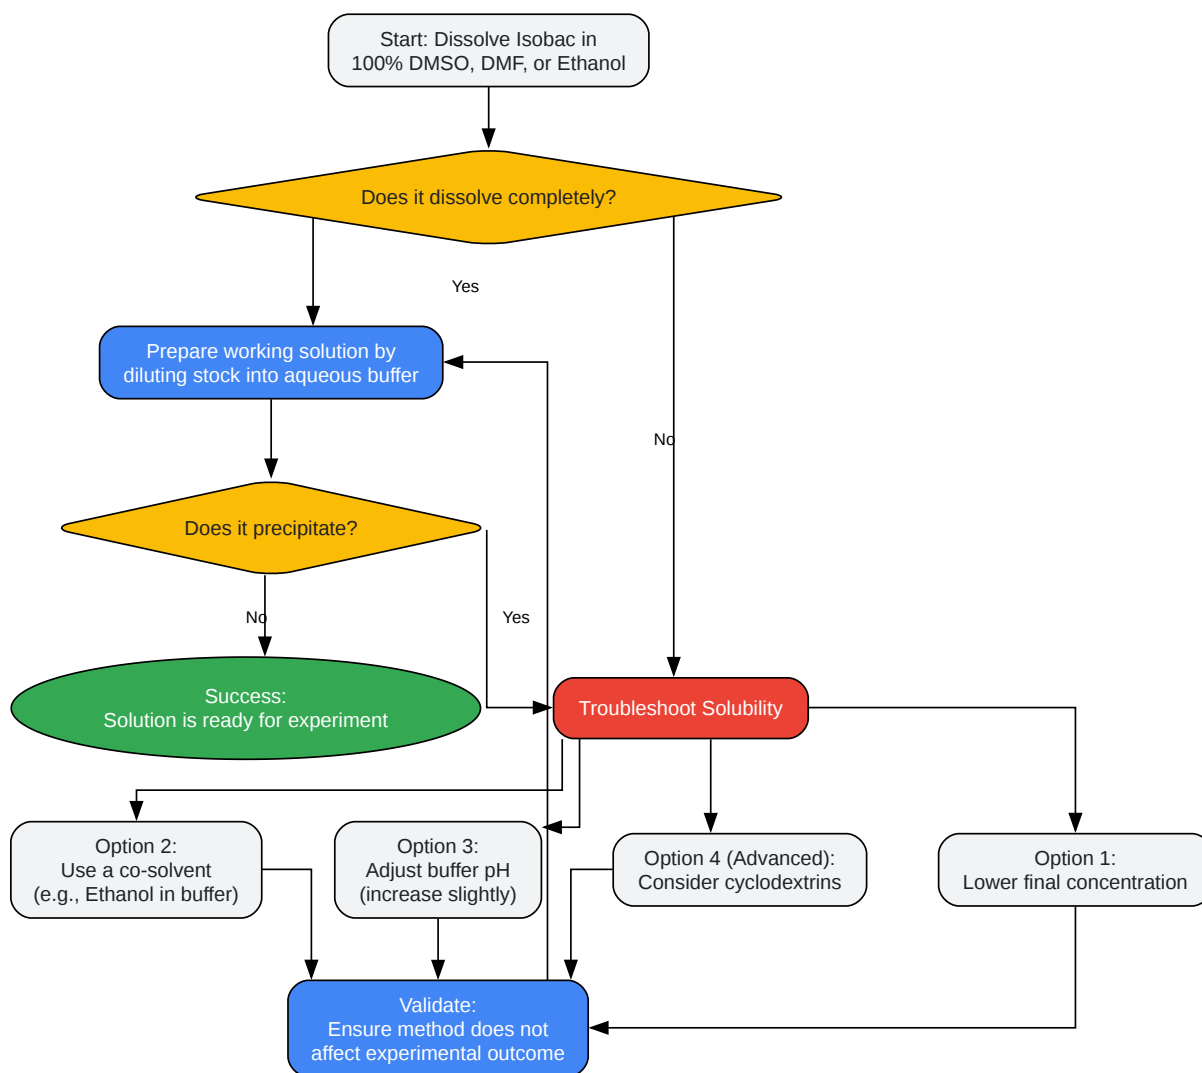 Start: Dissolve Isobac in
100% DMSO, DMF, or Ethanol
Does it dissolve completely?
Yes
Prepare working solution by
diluting stock into aqueous buffer
No
Does it precipitate?
No
Yes
Success:
Solution is ready for experiment
Troubleshoot Solubility
Option 2:
Use a co-solvent
(e.g., Ethanol in buffer)
Option 3:
Adjust buffer pH
(increase slightly)
Option 4 (Advanced):
Consider cyclodextrins
Option 1:
Lower final concentration
Validate:
Ensure method does not
affect experimental outcome